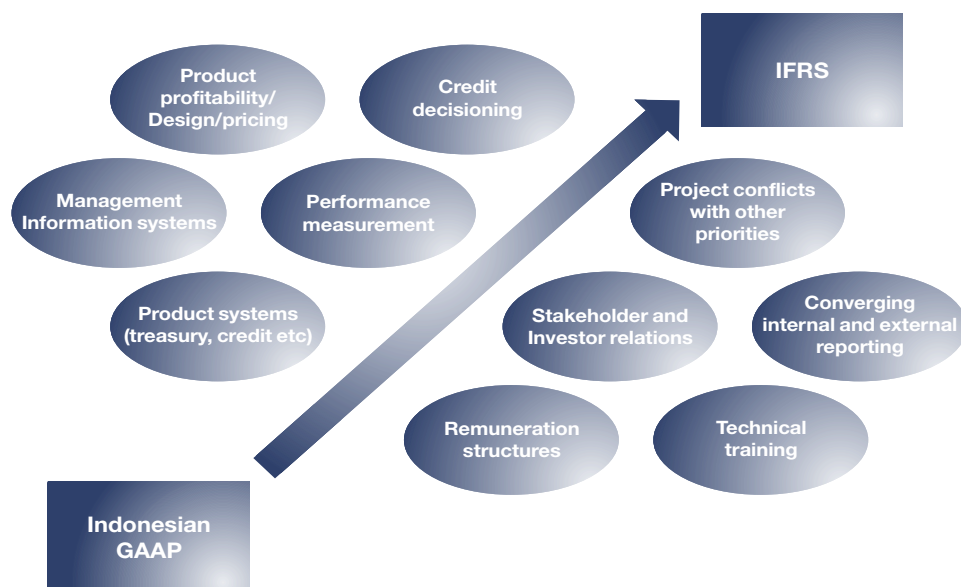 Product
profitability/
Design/pricing
Credit
decisioning
IFRS
Management
Information systems
Performance
measurement
Project conflicts
with other
priorities
Product systems
(treasury, credit etc)
Stakeholder and
Investor relations
Converging
internal and external
reporting
Remuneration
structures
Technical
training
Indonesian
GAAP